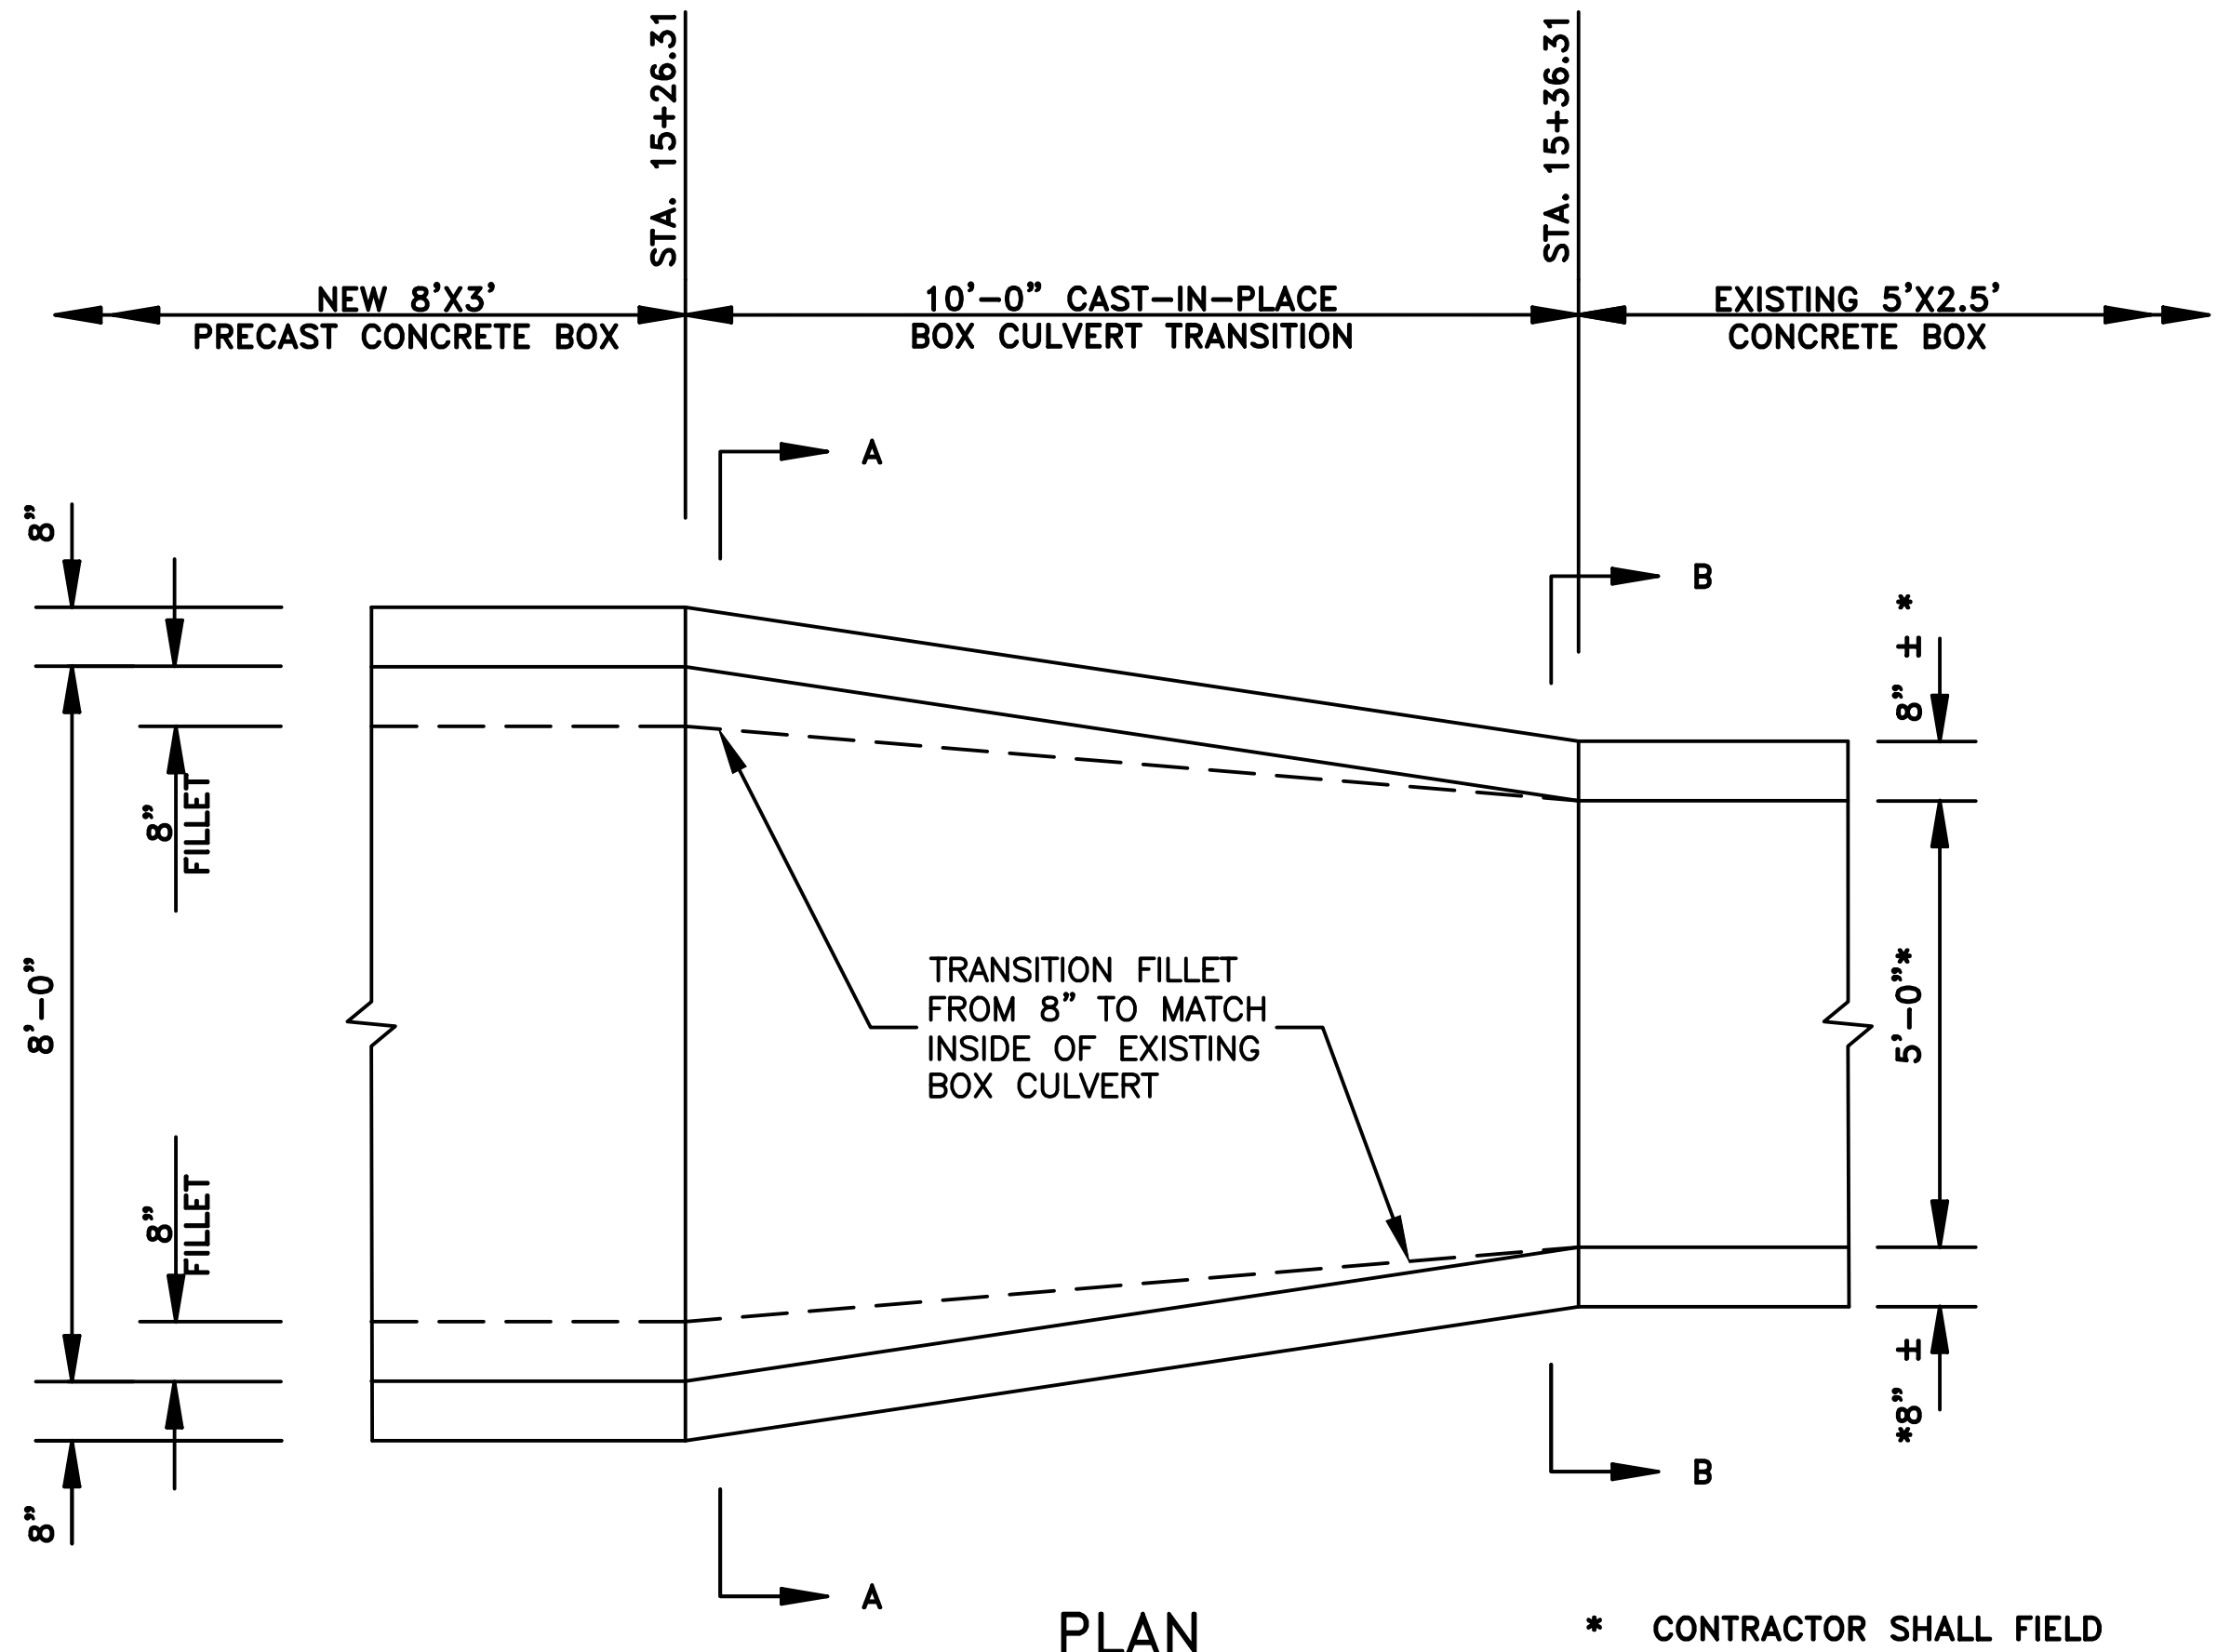 STA. 15+26.31
STA. 15+36.31
NEW 8'X3'
PRECAST CONCRETE BOX
10'-0" CAST-IN-PLACE
BOX CULVERT TRANSITION
EXISTING 5'X2.5'
CONCRETE BOX
A
B
8"
8" ± *
8"
FILLET
8'-0"
5'-0"*
TRANSITION FILLET
FROM 8" TO MATCH
INSIDE OF EXISTING
BOX CULVERT
8"
FILLET
*8" ±
8"
B
A
PLAN
* CONTRACTOR SHALL FIELD